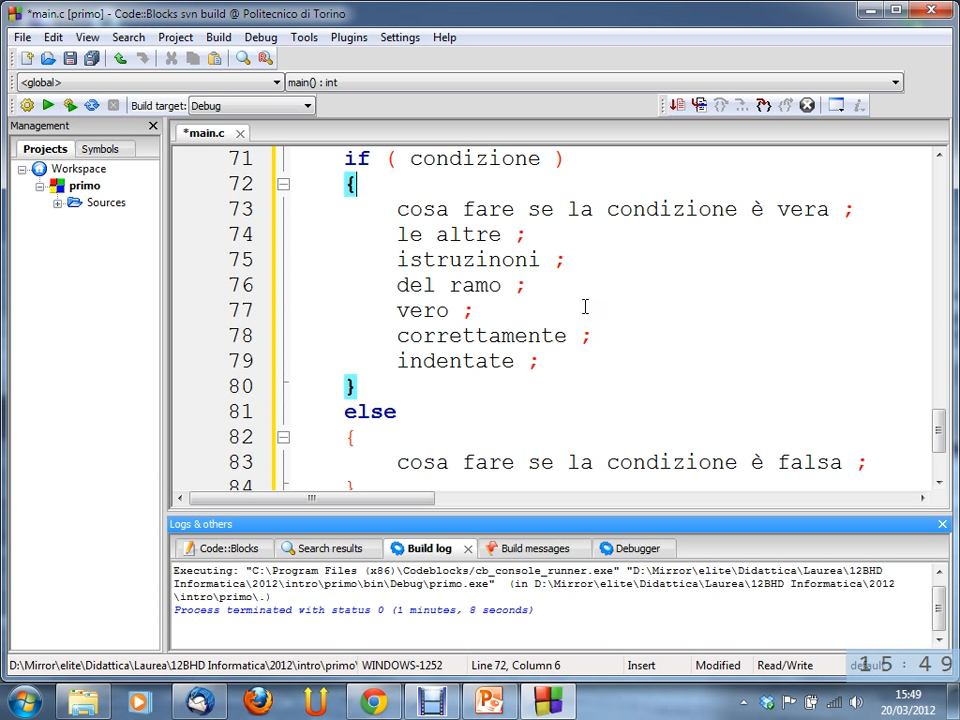 *main.c [primo] - Code::Blocks svn build @ Politecnico di Torino
File Edit View Search Project Build Debug Tools Plugins Settings Help
<global> main() : int
Build target: Debug
Management
*main.c
Projects Symbols
Workspace
primo
Sources
71 if ( condizione )
72 {
73 cosa fare se la condizione è vera ;
74 le altre ;
75 istruzinoni ;
76 del ramo ;
77 vero ;
78 correttamente ;
79 indentate ;
80 }
81 else
82 {
83 cosa fare se la condizione è falsa ;
84 }
Logs & others
Code::Blocks Search results Build log Build messages Debugger
Executing: "C:\Program Files (x86)\Codeblocks/cb_console_runner.exe" "D:\Mirror\elite\Didattica\Laurea\12BHD
Informatica\2012\intro\primo\bin\Debug\primo.exe" (in D:\Mirror\elite\Didattica\Laurea\12BHD Informatica\2012
\intro\primo\.)
Process terminated with status 0 (1 minutes, 8 seconds)
D:\Mirror\elite\Didattica\Laurea\12BHD Informatica\2012\intro\primo\ WINDOWS-1252 Line 72, Column 6 Insert Modified Read/Write default
15:49
15:49
20/03/2012